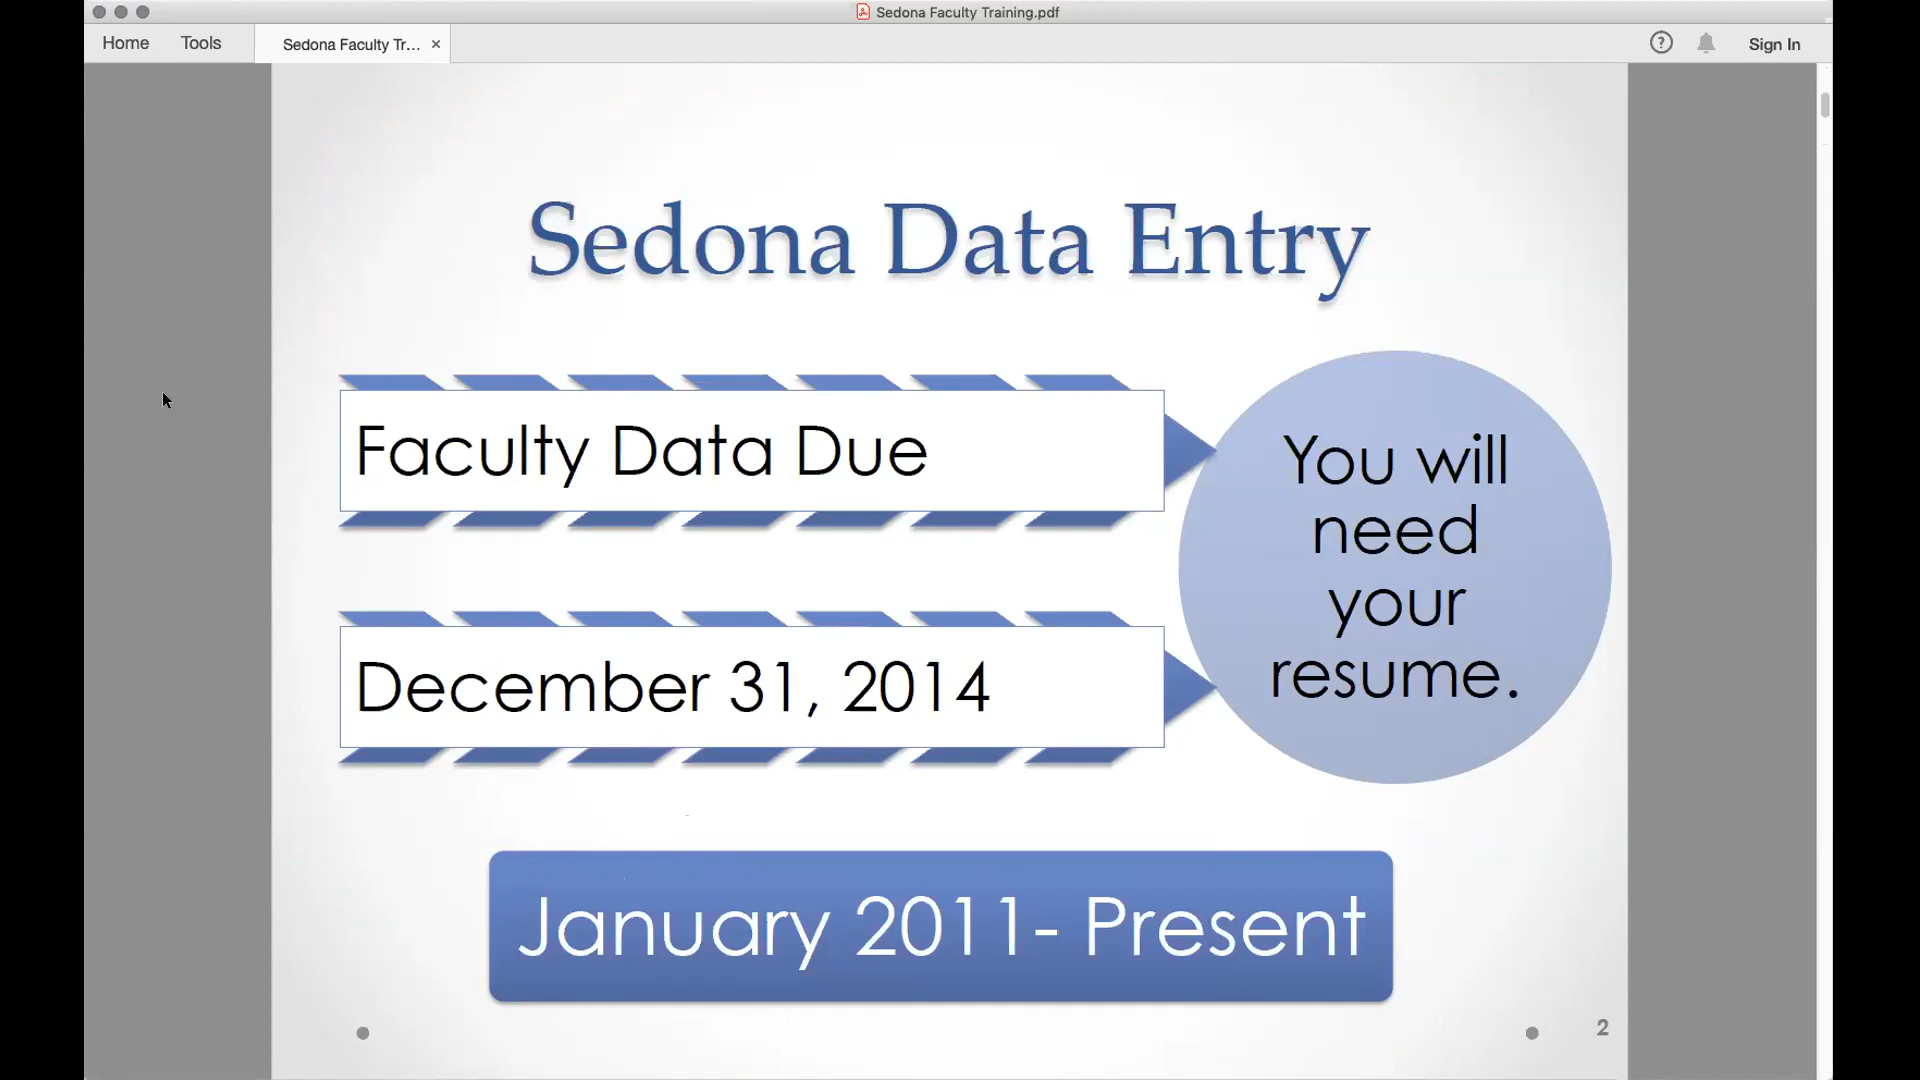 Sedona Faculty Training.pdf
Home
Tools
Sedona Faculty Tr...
Sign In
Sedona Data Entry
Faculty Data Due
December 31, 2014
You will
need
your
resume.
January 2011- Present
2